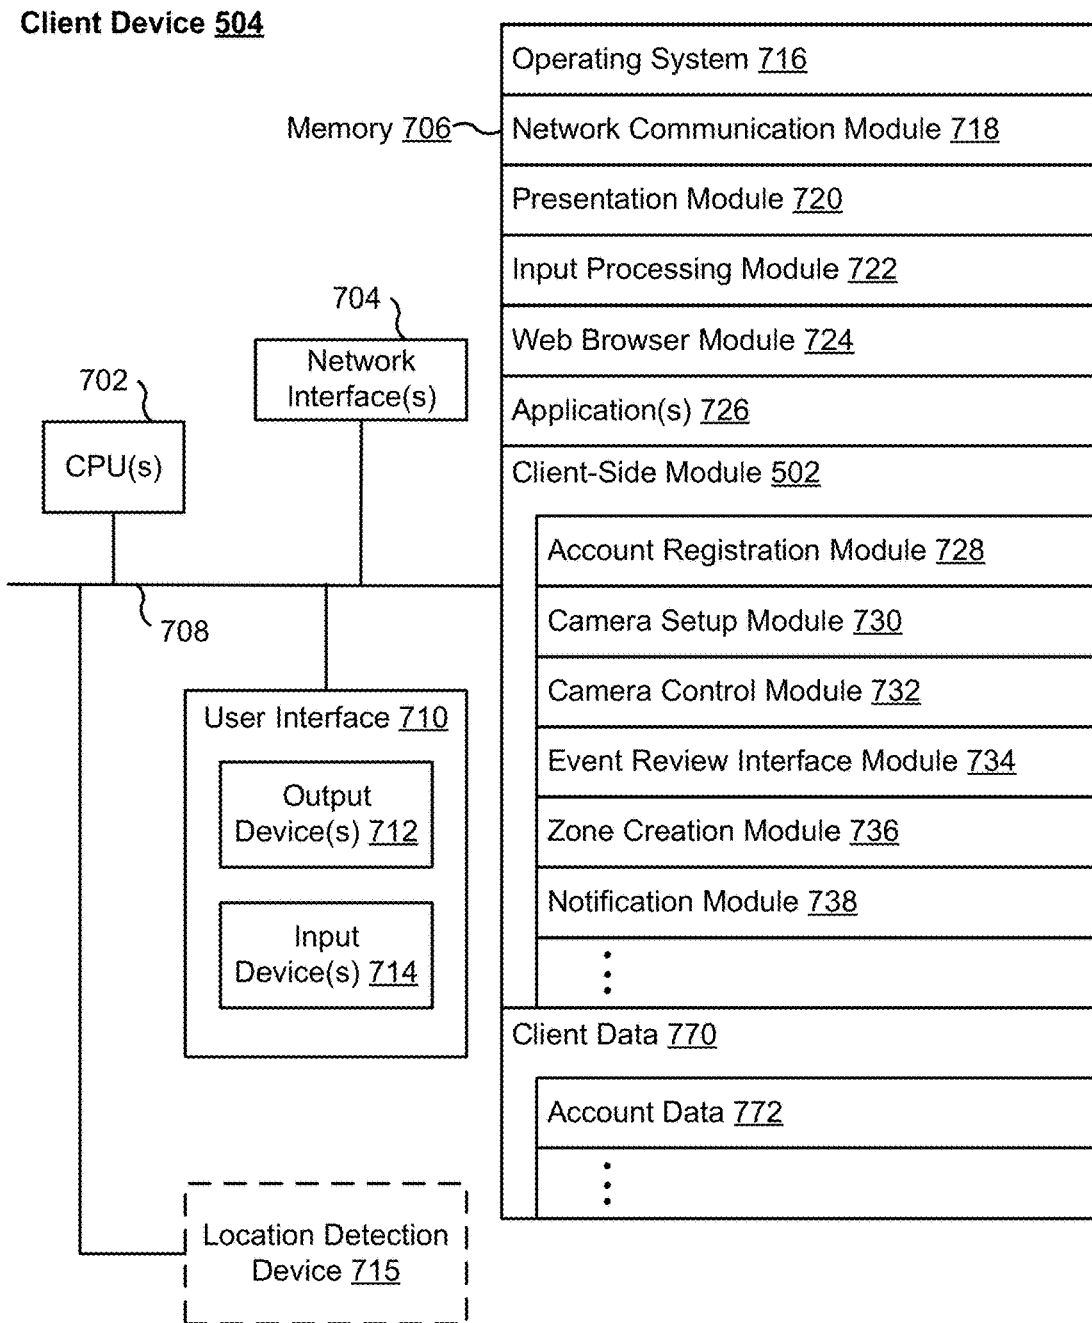 Client Device 504
Operating System 716
Memory 706
Network Communication Module 718
Presentation Module 720
Input Processing Module 722
704
Network
Interface(s)
Web Browser Module 724
702
CPU(s)
Application(s) 726
Client-Side Module 502
Account Registration Module 728
708
Camera Setup Module 730
Camera Control Module 732
User Interface 710
Output
Device(s) 712
Input
Device(s) 714
Event Review Interface Module 734
Zone Creation Module 736
Notification Module 738
Client Data 770
Account Data 772
Location Detection
Device 715